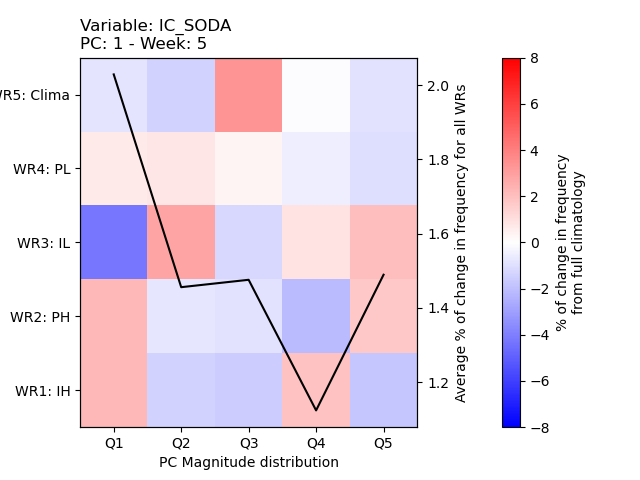 Variable: IC_SODA
PC: 1 - Week: 5
WR5: Clima
WR4: PL
WR3: IL
WR2: PH
WR1: IH
Q1 Q2 Q3 Q4 Q5
PC Magnitude distribution
2.0
1.8
1.6
1.4
1.2
Average % of change in frequency for all WRs
8
6
4
2
0
−2
−4
−6
−8
% of change in frequency
from full climatology